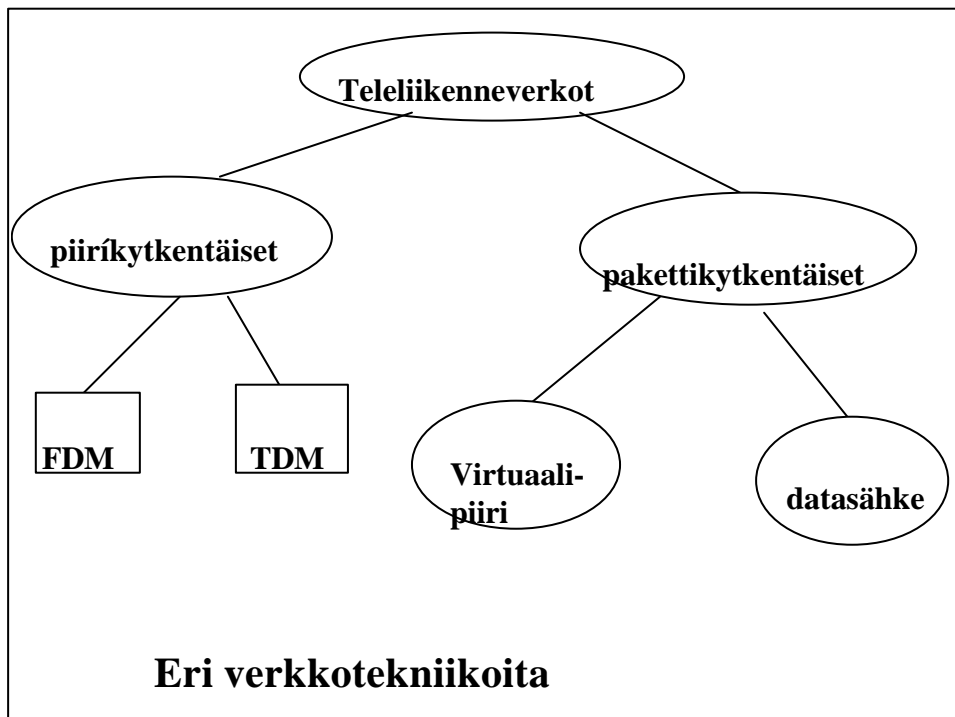 Teleliikenneverkot
piiríkytkentäiset
pakettikytkentäiset
FDM
TDM
Virtuaali-
piiri
datasähke
Eri verkkotekniikoita